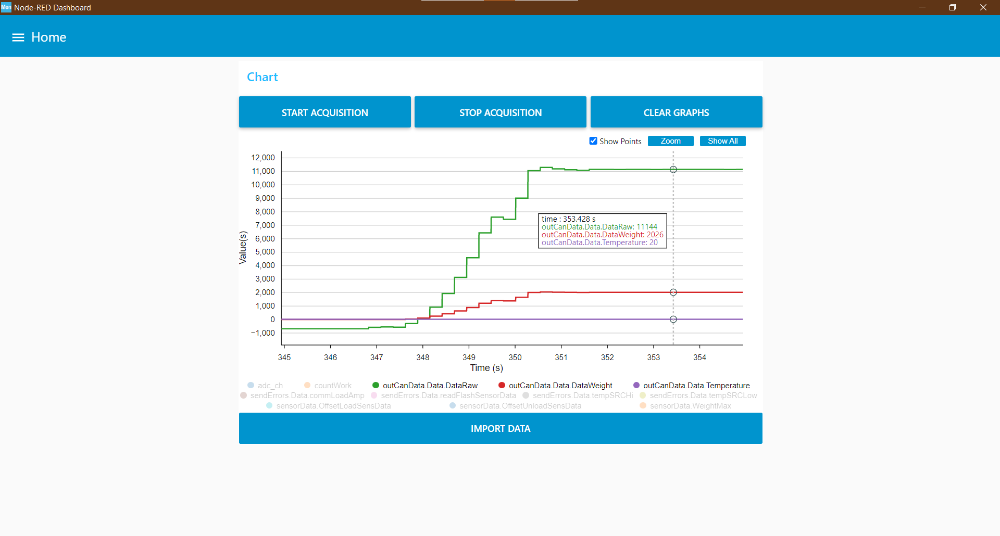 Mon Node-RED Dashboard
Home
Chart
START ACQUISITION STOP ACQUISITION CLEAR GRAPHS
Show Points Zoom Show All
12,000
11,000
10,000
9,000
8,000
7,000
6,000
5,000
4,000
3,000
2,000
1,000
0
−1,000
Value(s)
time : 353.428 s
outCanData.Data.DataRaw: 11144
outCanData.Data.DataWeight: 2026
outCanData.Data.Temperature: 20
345 346 347 348 349 350 351 352 353 354
Time (s)
adc_ch countWork outCanData.Data.DataRaw outCanData.Data.DataWeight outCanData.Data.Temperature
sendErrors.Data.commLoadAmp sendErrors.Data.readFlashSensorData sendErrors.Data.tempSRCHi sendErrors.Data.tempSRCLow
sensorData.OffsetLoadSensData sensorData.OffsetUnloadSensData sensorData.WeightMax
IMPORT DATA